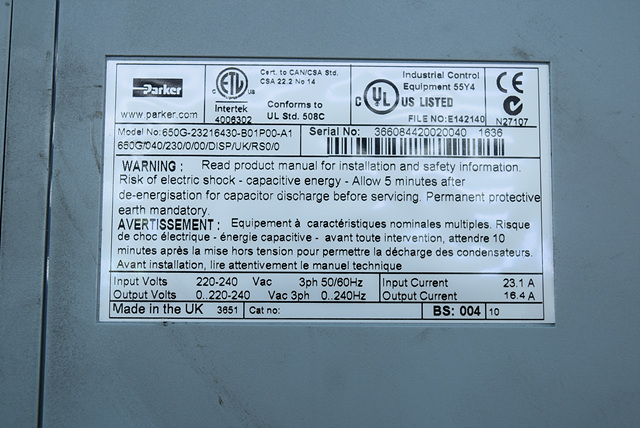 Parker
www.parker.com
C ETL US
Intertek
4006302
Cert. to CAN/CSA Std.
CSA 22.2 No 14
Conforms to
UL Std. 508C
Industrial Control
Equipment 55Y4
C UL US LISTED
FILE NO: E142140
CE
N27107
Model No: 650G-23216430-B01P00-A1
650G/040/230/0/00/DISP/UK/RS0/0
Serial No: 366084420020040 1636
WARNING : Read product manual for installation and safety information.
Risk of electric shock - capacitive energy - Allow 5 minutes after
de-energisation for capacitor discharge before servicing. Permanent protective
earth mandatory.
AVERTISSEMENT : Equipement à caractéristiques nominales multiples. Risque
de choc électrique - énergie capacitive - avant toute intervention, attendre 10
minutes après la mise hors tension pour permettre la décharge des condensateurs.
Avant installation, lire attentivement le manuel technique
Input Volts 220-240 Vac 3ph 50/60Hz Input Current 23.1 A
Output Volts 0..220-240 Vac 3ph 0..240Hz Output Current 16.4 A
Made in the UK 3651 Cat no: BS: 004 10